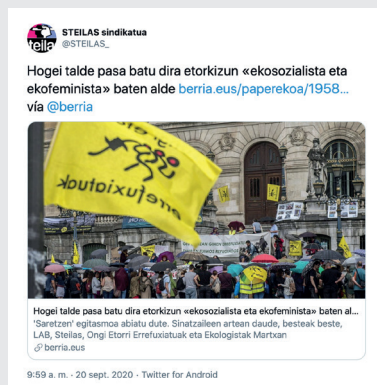 STEILAS sindikatua
@STEILAS_
Hogei talde pasa batu dira etorkizun «ekosozialista eta
ekofeminista» baten alde berria.eus/paperekoa/1958...
vía @berria
errefuxiatuak
Hogei talde pasa batu dira etorkizun «ekosozialista eta ekofeminista» baten al...
'Saretzen' egitasmoa abiatu dute. Sinatzaileen artean daude, besteak beste,
LAB, Steilas, Ongi Etorri Errefuxiatuak eta Ekologistak Martxan
berria.eus
9:59 a. m. · 20 sept. 2020 · Twitter for Android